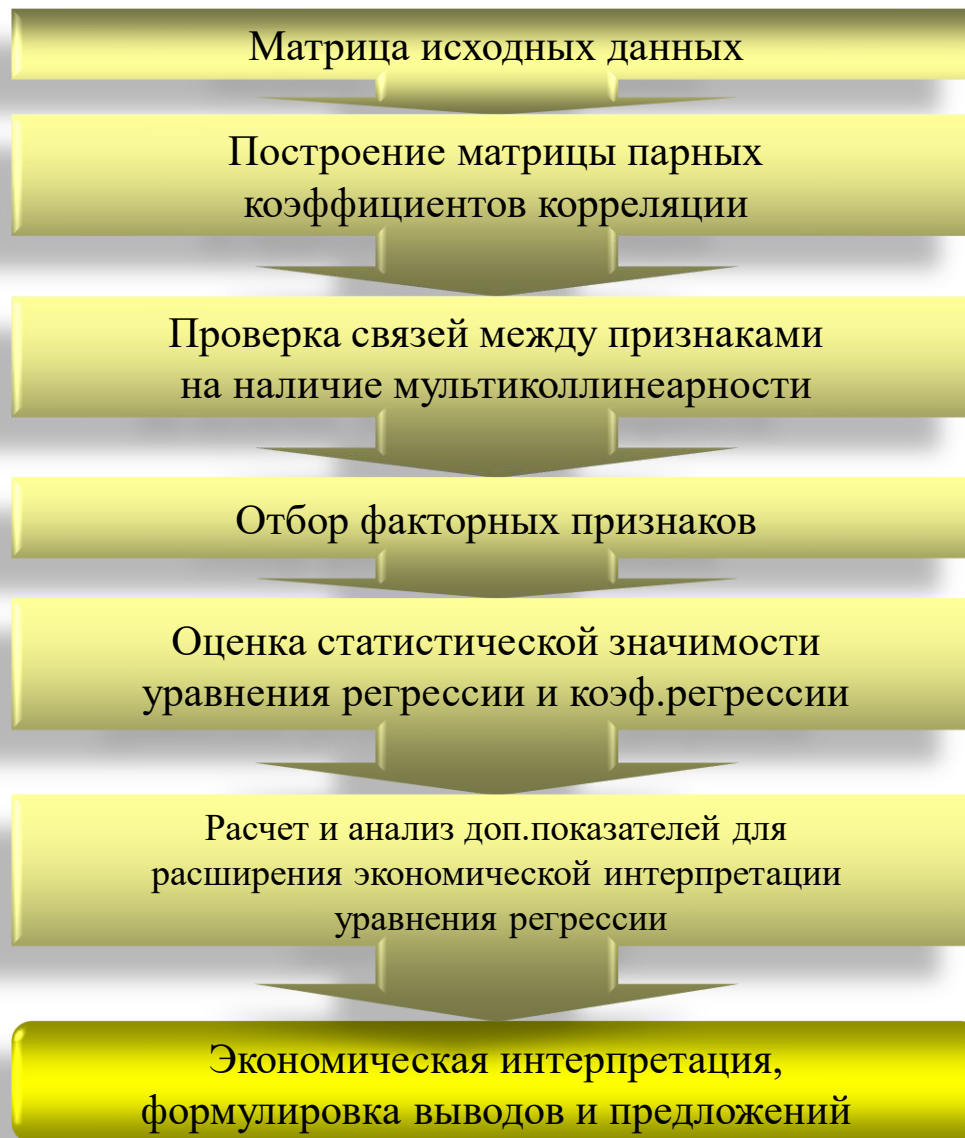 Матрица исходных данных
Построение матрицы парных
коэффициентов корреляции
Проверка связей между признаками
на наличие мультиколлинеарности
Отбор факторных признаков
Оценка статистической значимости
уравнения регрессии и коэф.регрессии
Расчет и анализ доп.показателей для
расширения экономической интерпретации
уравнения регрессии
Экономическая интерпретация,
формулировка выводов и предложений